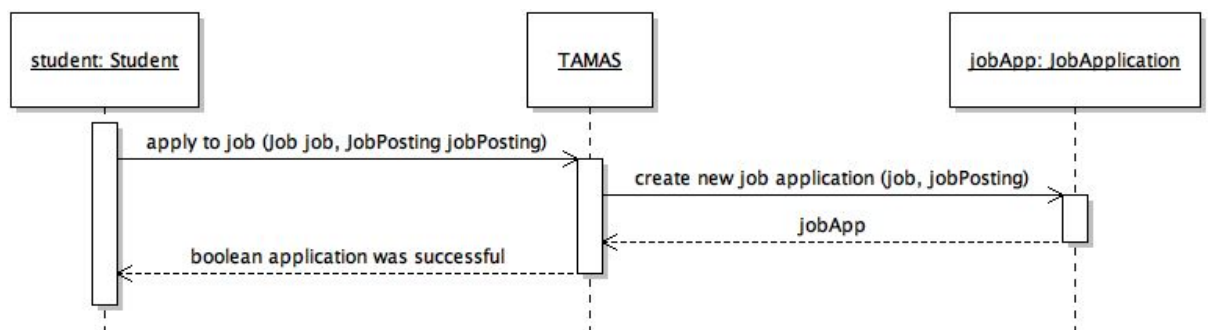 student: Student
TAMAS
jobApp: JobApplication
apply to job (Job job, JobPosting jobPosting)
create new job application (job, jobPosting)
jobApp
boolean application was successful